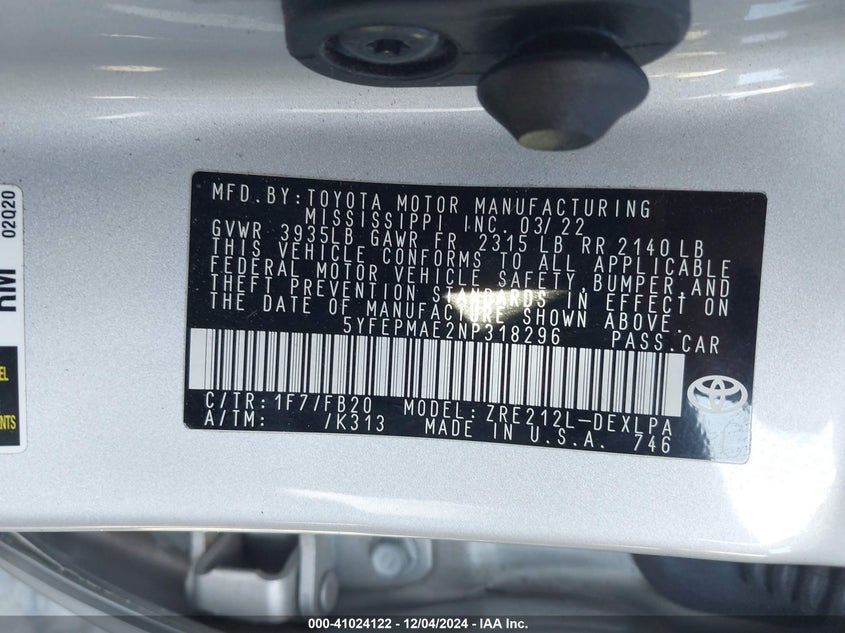 MFD. BY: TOYOTA MOTOR MANUFACTURING
MISSISSIPPI INC. 03/22
GVWR 3935LB GAWR FR 2315 LB RR 2140 LB
THIS VEHICLE CONFORMS TO ALL APPLICABLE
FEDERAL MOTOR VEHICLE SAFETY, BUMPER, AND
THEFT PREVENTION STANDARDS IN EFFECT ON
THE DATE OF MANUFACTURE SHOWN ABOVE.
5YFEPMAE2NP318296 PASS. CAR
C/TR: 1F7/FB20 MODEL: ZRE212L-DEXLPA
A/TM: /K313 MADE IN U.S.A. 746
02Q20
RM
EL
ENTS
000-41024122 - 12/04/2024 - IAA Inc.